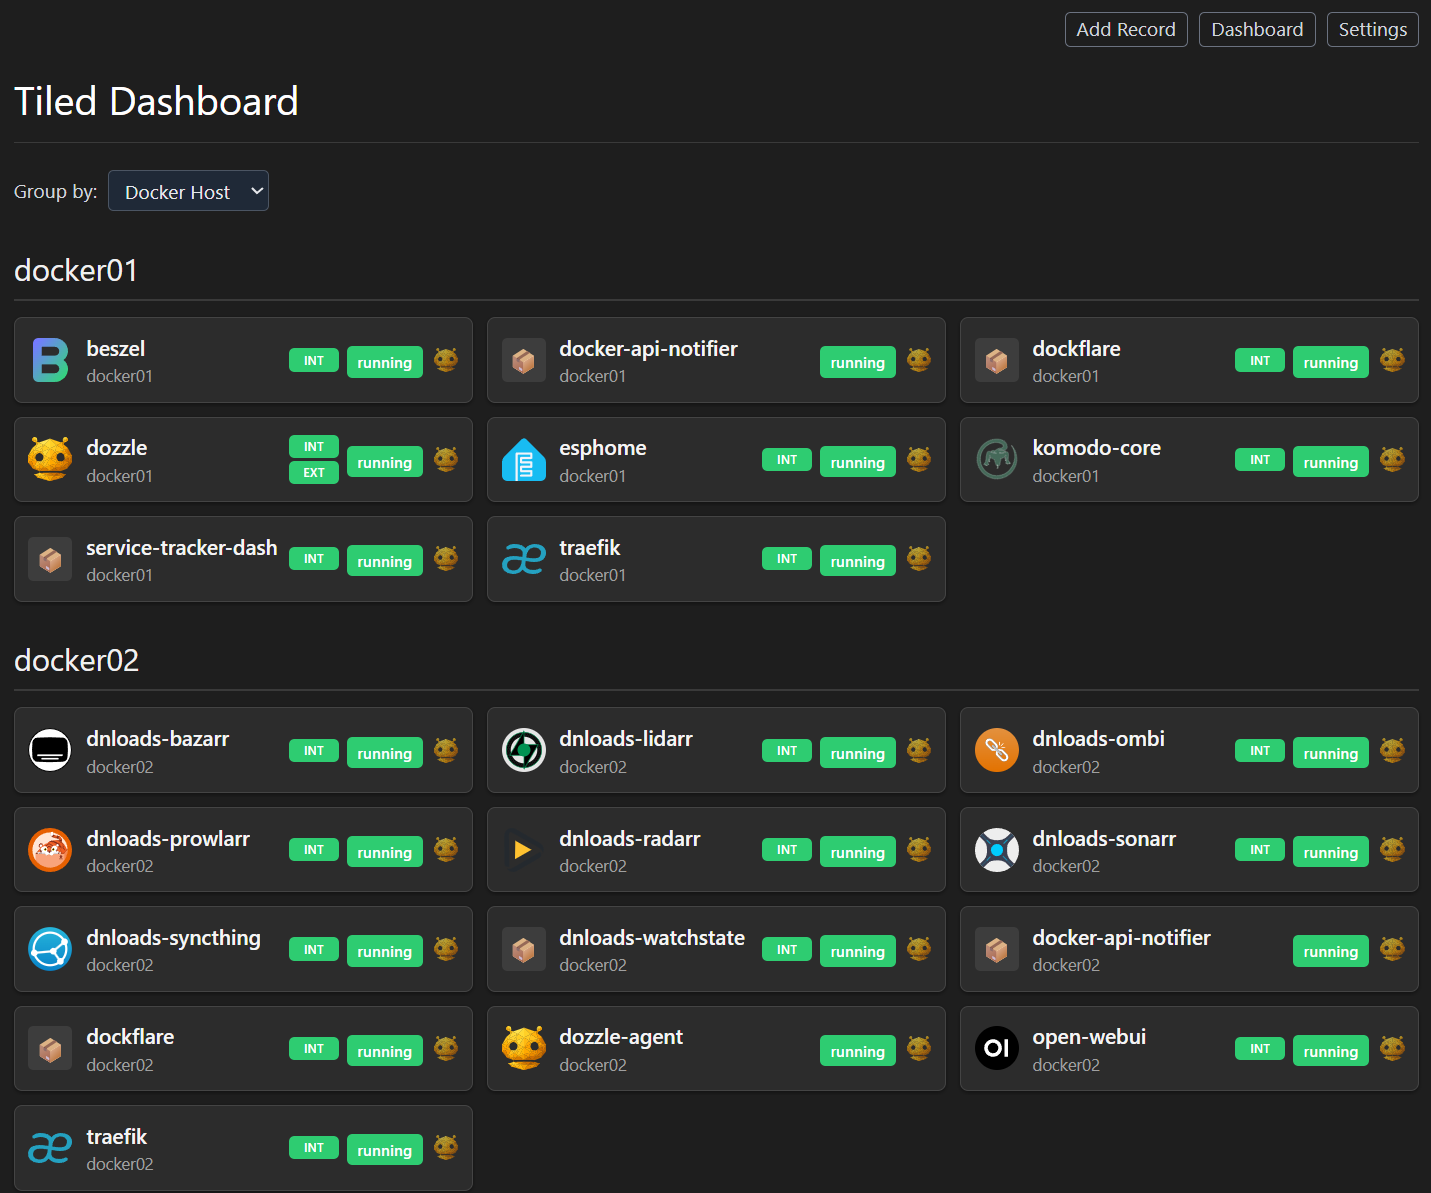 Add Record Dashboard Settings
Tiled Dashboard
Group by: Docker Host
docker01
beszel
docker01
INT
running
docker-api-notifier
docker01
running
dockflare
docker01
INT
running
dozzle
docker01
INT
EXT
running
esphome
docker01
INT
running
komodo-core
docker01
INT
running
service-tracker-dash
docker01
INT
running
traefik
docker01
INT
running
docker02
dnloads-bazarr
docker02
INT
running
dnloads-lidarr
docker02
INT
running
dnloads-ombi
docker02
INT
running
dnloads-prowlarr
docker02
INT
running
dnloads-radarr
docker02
INT
running
dnloads-sonarr
docker02
INT
running
dnloads-syncthing
docker02
INT
running
dnloads-watchstate
docker02
INT
running
docker-api-notifier
docker02
running
dockflare
docker02
INT
running
dozzle-agent
docker02
running
OI
open-webui
docker02
INT
running
traefik
docker02
INT
running